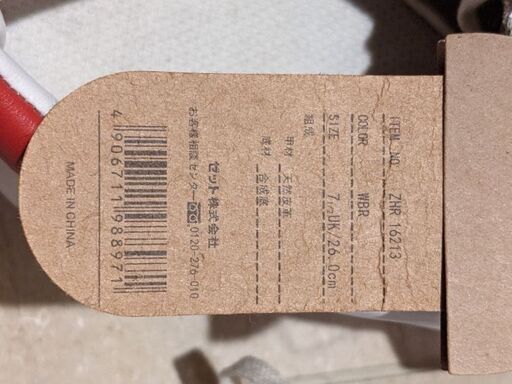 ITEM NO. ZHR 16213
COLOR WBR
SIZE 7 UK/26.0cm
組成
甲材 天然皮革
底材 合成底
ゼット株式会社
お客様相談センター 0120-276-010
4 906711 988971
MADE IN CHINA